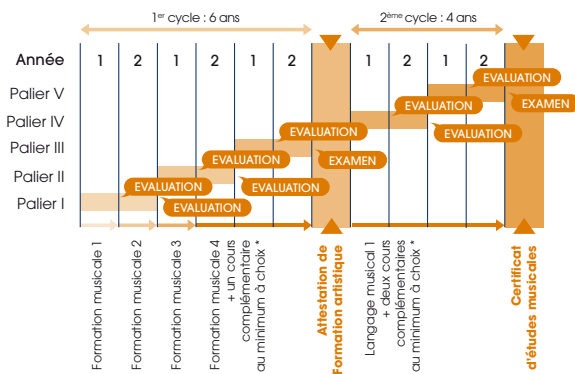 1er cycle : 6 ans
2ème cycle : 4 ans
Année 1 2 1 2 1 2 1 2 1 2
EVALUATION
Palier V
EVALUATION
EXAMEN
Palier IV
EVALUATION
EVALUATION
Palier III
EVALUATION
EXAMEN
Palier II
EVALUATION
EVALUATION
Palier I
EVALUATION
Formation musicale 1
Formation musicale 2
Formation musicale 3
Formation musicale 4
+ un cours
complémentaire
au minimum à choix *
Attestation de
Formation artistique
Langage musical 1
+ deux cours
complémentaires
au minimum à choix *
Certificat
d'études musicales